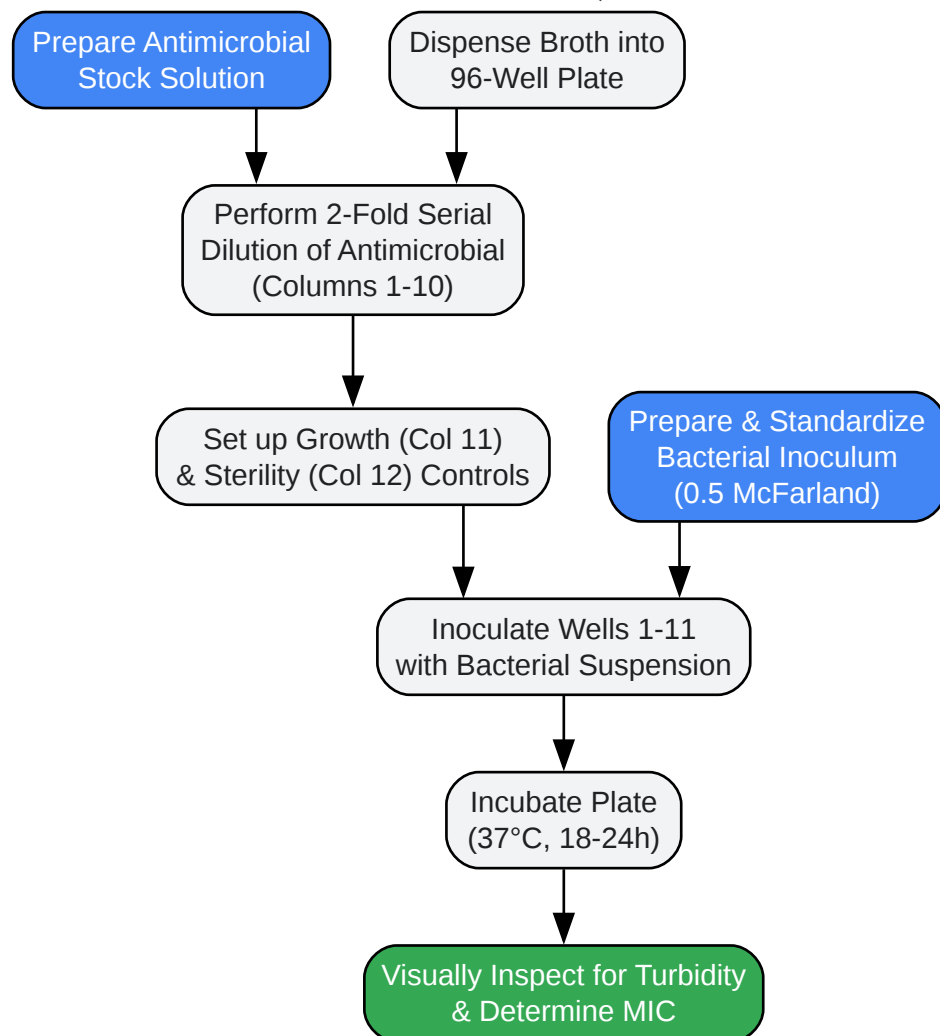 Prepare Antimicrobial
Stock Solution
Dispense Broth into
96-Well Plate
Perform 2-Fold Serial
Dilution of Antimicrobial
(Columns 1-10)
Set up Growth (Col 11)
& Sterility (Col 12) Controls
Prepare & Standardize
Bacterial Inoculum
(0.5 McFarland)
Inoculate Wells 1-11
with Bacterial Suspension
Incubate Plate
(37°C, 18-24h)
Visually Inspect for Turbidity
& Determine MIC